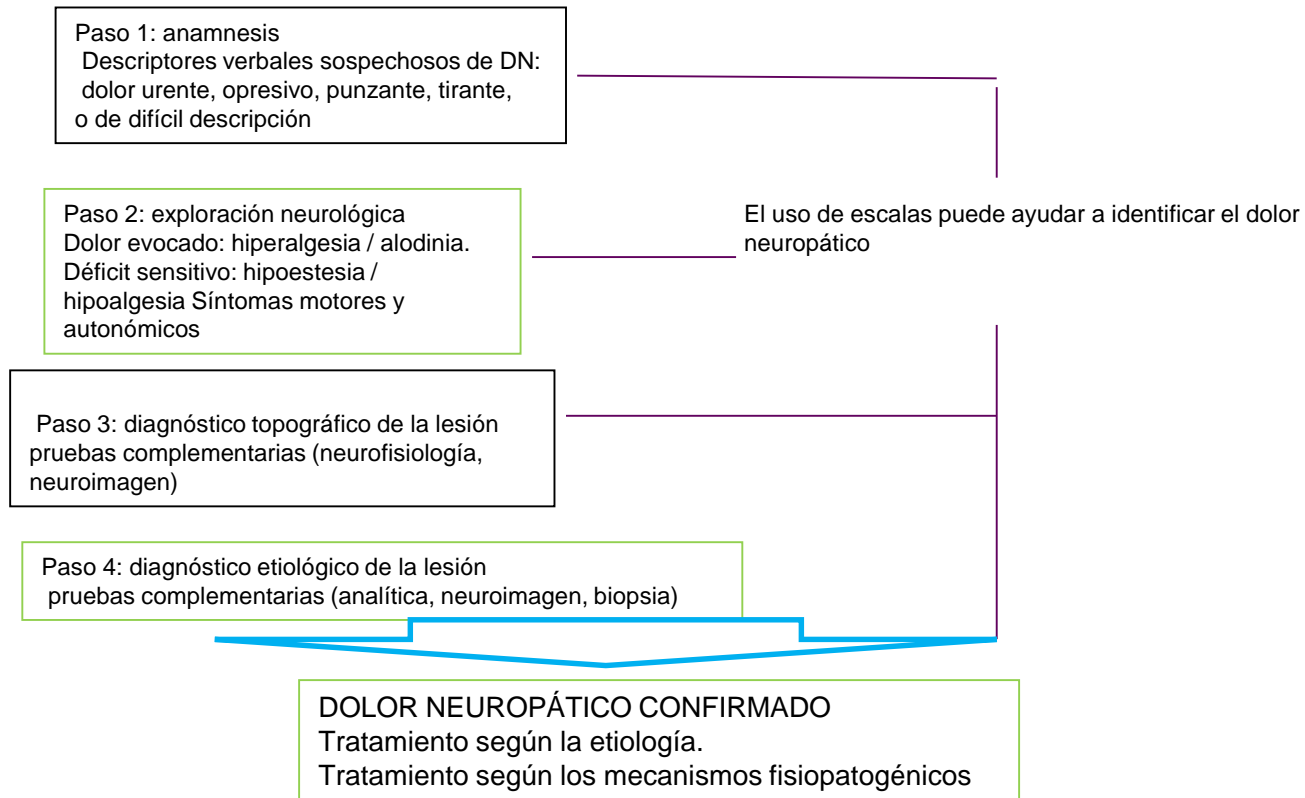 Paso 1: anamnesis
Descriptores verbales sospechosos de DN:
dolor urente, opresivo, punzante, tirante,
o de difícil descripción
Paso 2: exploración neurológica
Dolor evocado: hiperalgesia / alodinia.
Déficit sensitivo: hipoestesia /
hipoalgesia Síntomas motores y
autonómicos
El uso de escalas puede ayudar a identificar el dolor
neuropático
Paso 3: diagnóstico topográfico de la lesión
pruebas complementarias (neurofisiología,
neuroimagen)
Paso 4: diagnóstico etiológico de la lesión
pruebas complementarias (analítica, neuroimagen, biopsia)
DOLOR NEUROPÁTICO CONFIRMADO
Tratamiento según la etiología.
Tratamiento según los mecanismos fisiopatogénicos